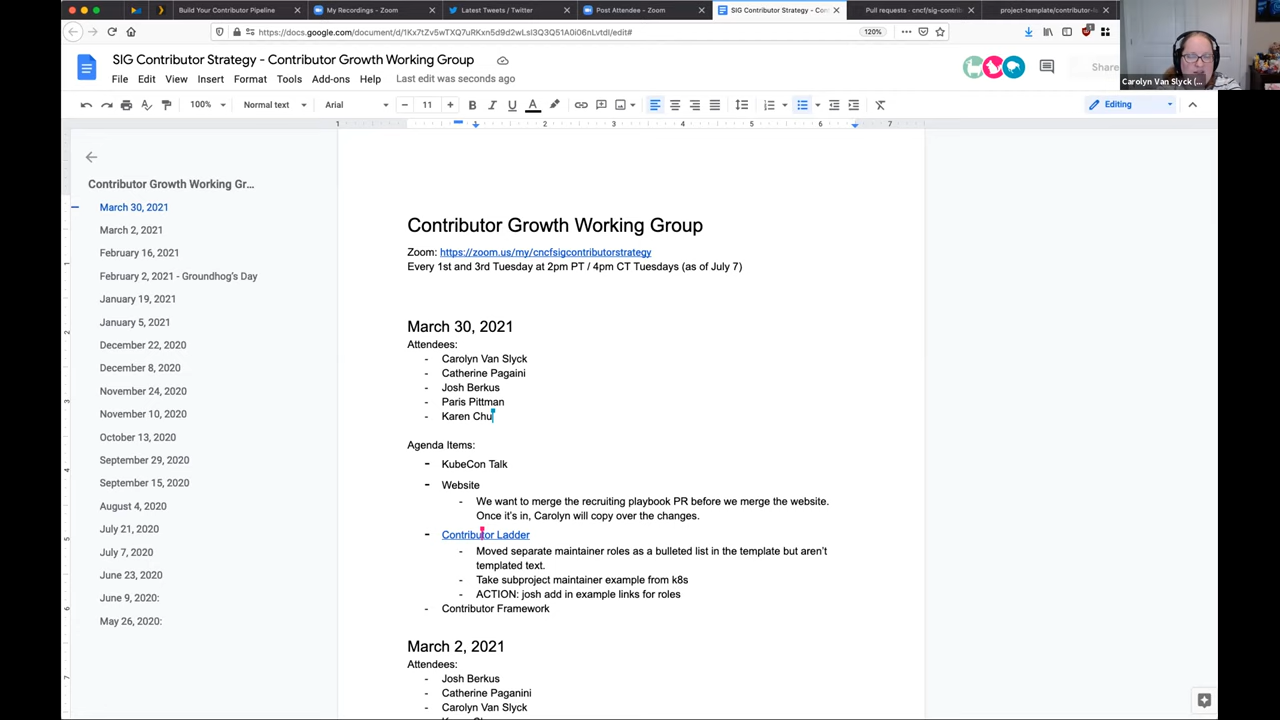 Build Your Contributor Pipeline
My Recordings - Zoom
Latest Tweets / Twitter
Post Attendee - Zoom
SIG Contributor Strategy - Cont
Pull requests · cncf/sig-contrib
project-template/contributor-l
https://docs.google.com/document/d/1Kx7tZv5wTXQ7uRKxn5d9d2wLsl3Q3Q51A0i06nLvtdI/edit#
120%
SIG Contributor Strategy - Contributor Growth Working Group
File Edit View Insert Format Tools Add-ons Help Last edit was seconds ago
Share
Carolyn Van Slyck (...
100% Normal text Arial 11 Editing
1 1 2 3 4 5 6 7
Contributor Growth Working Gr...
March 30, 2021
March 2, 2021
February 16, 2021
February 2, 2021 - Groundhog's Day
January 19, 2021
January 5, 2021
December 22, 2020
December 8, 2020
November 24, 2020
November 10, 2020
October 13, 2020
September 29, 2020
September 15, 2020
August 4, 2020
July 21, 2020
July 7, 2020
June 23, 2020
June 9, 2020:
May 26, 2020:
Contributor Growth Working Group
Zoom: https://zoom.us/my/cncfsigcontributorstrategy
Every 1st and 3rd Tuesday at 2pm PT / 4pm CT Tuesdays (as of July 7)
March 30, 2021
Attendees:
- Carolyn Van Slyck
- Catherine Pagaini
- Josh Berkus
- Paris Pittman
- Karen Chu
Agenda Items:
- KubeCon Talk
- Website
- We want to merge the recruiting playbook PR before we merge the website.
Once it's in, Carolyn will copy over the changes.
- Contributor Ladder
- Moved separate maintainer roles as a bulleted list in the template but aren't
templated text.
- Take subproject maintainer example from k8s
- ACTION: josh add in example links for roles
- Contributor Framework
March 2, 2021
Attendees:
- Josh Berkus
- Catherine Paganini
- Carolyn Van Slyck